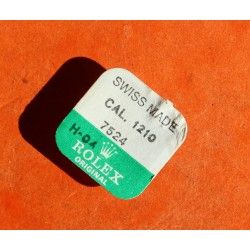 SWISS MADE
CAL. 1210
7524
H-04
ROLEX
ORIGINAL